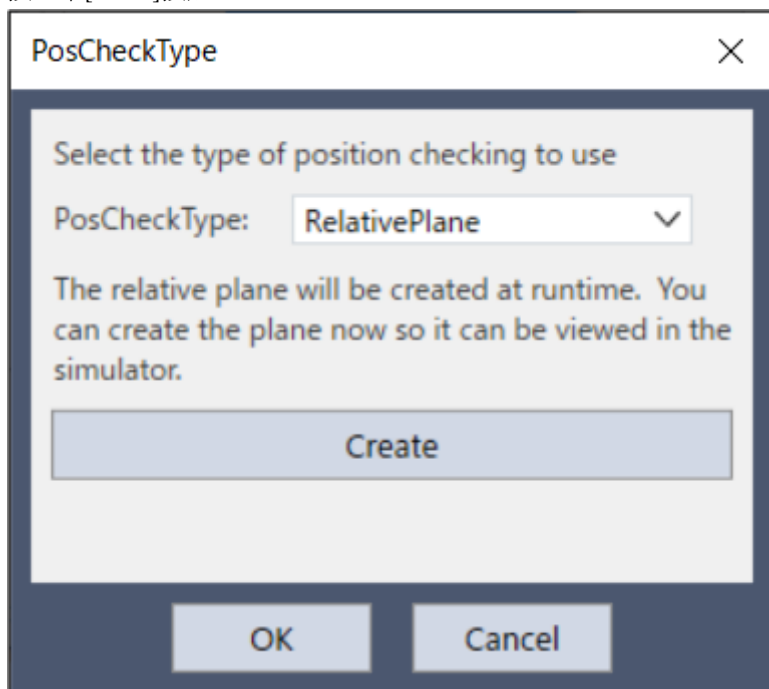 PosCheckType
Select the type of position checking to use
PosCheckType: RelativePlane
The relative plane will be created at runtime. You
can create the plane now so it can be viewed in the
simulator.
Create
OK Cancel